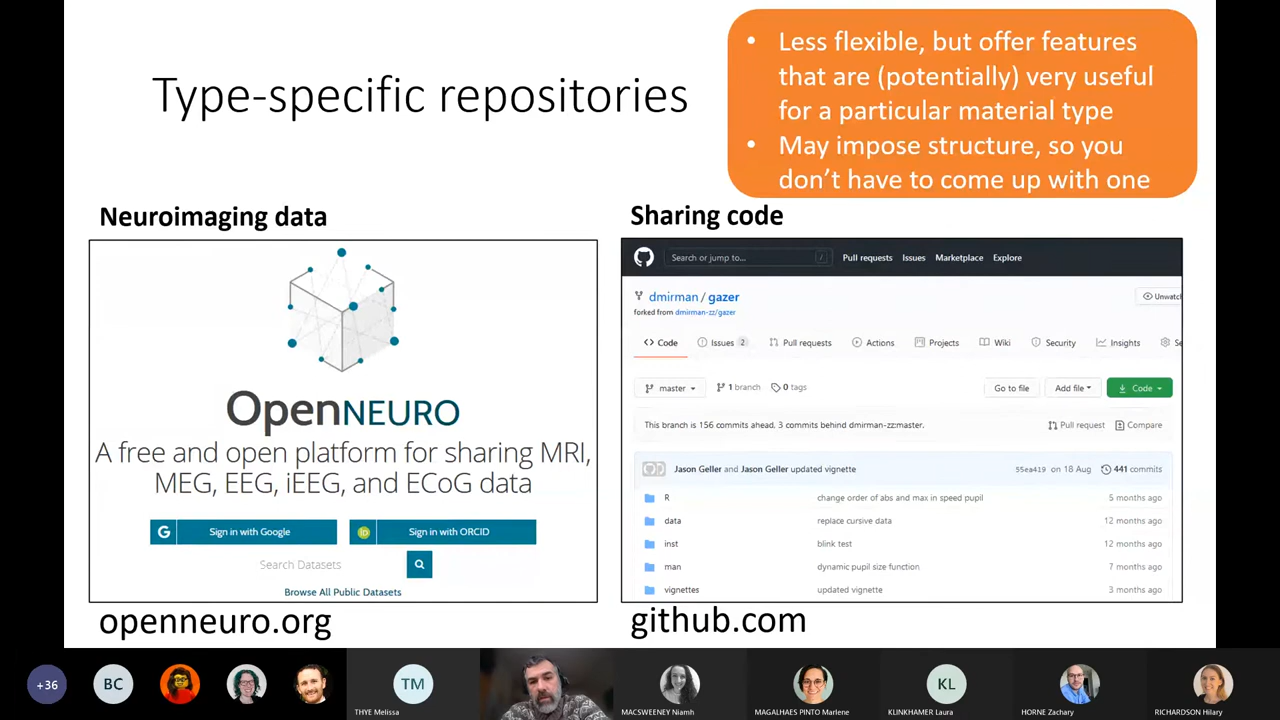 Type-specific repositories
• Less flexible, but offer features
that are (potentially) very useful
for a particular material type
• May impose structure, so you
don't have to come up with one
Neuroimaging data
OpenNEURO
A free and open platform for sharing MRI,
MEG, EEG, iEEG, and ECoG data
G Sign in with Google
iD Sign in with ORCID
Search Datasets
Browse All Public Datasets
openneuro.org
Sharing code
Search or jump to... / Pull requests Issues Marketplace Explore
dmirman / gazer
Unwatch
forked from dmirman-zz/gazer
Code Issues 2 Pull requests Actions Projects Wiki Security Insights Se
master 1 branch 0 tags Go to file Add file Code
This branch is 156 commits ahead, 3 commits behind dmirman-zz:master. Pull request Compare
Jason Geller and Jason Geller updated vignette 55ea419 on 18 Aug 441 commits
R change order of abs and max in speed pupil 5 months ago
data replace cursive data 12 months ago
inst blink test 12 months ago
man dynamic pupil size function 7 months ago
vignettes updated vignette 3 months ago
github.com
+36
BC
TM
THYE Melissa
MACSWEENEY Niamh
MAGALHAES PINTO Marlene
KL
KLINKHAMER Laura
HORNE Zachary
RICHARDSON Hilary